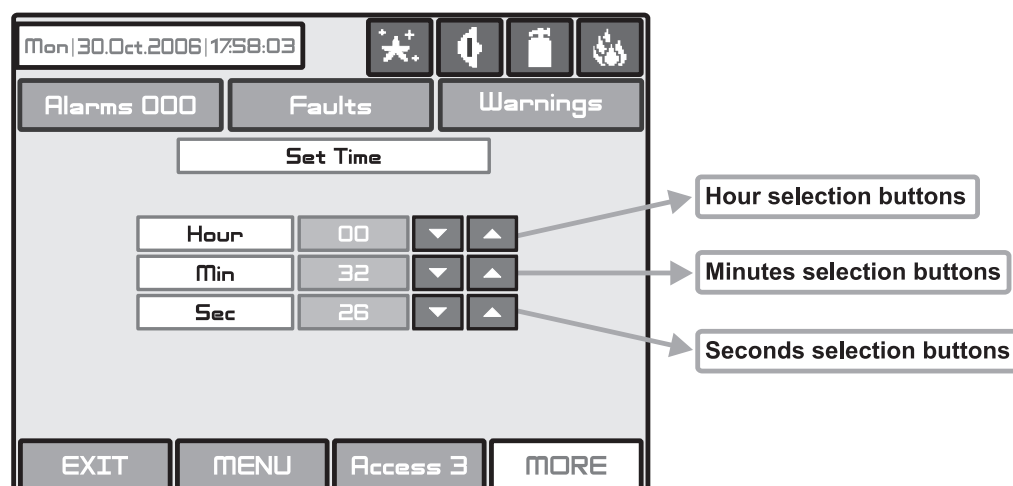 Mon|30.Oct.2006|17:58:03
Alarms 000 Faults Warnings
Set Time
Hour 00
Hour selection buttons
Min 32
Minutes selection buttons
Sec 26
Seconds selection buttons
EXIT MENU Access 3 MORE